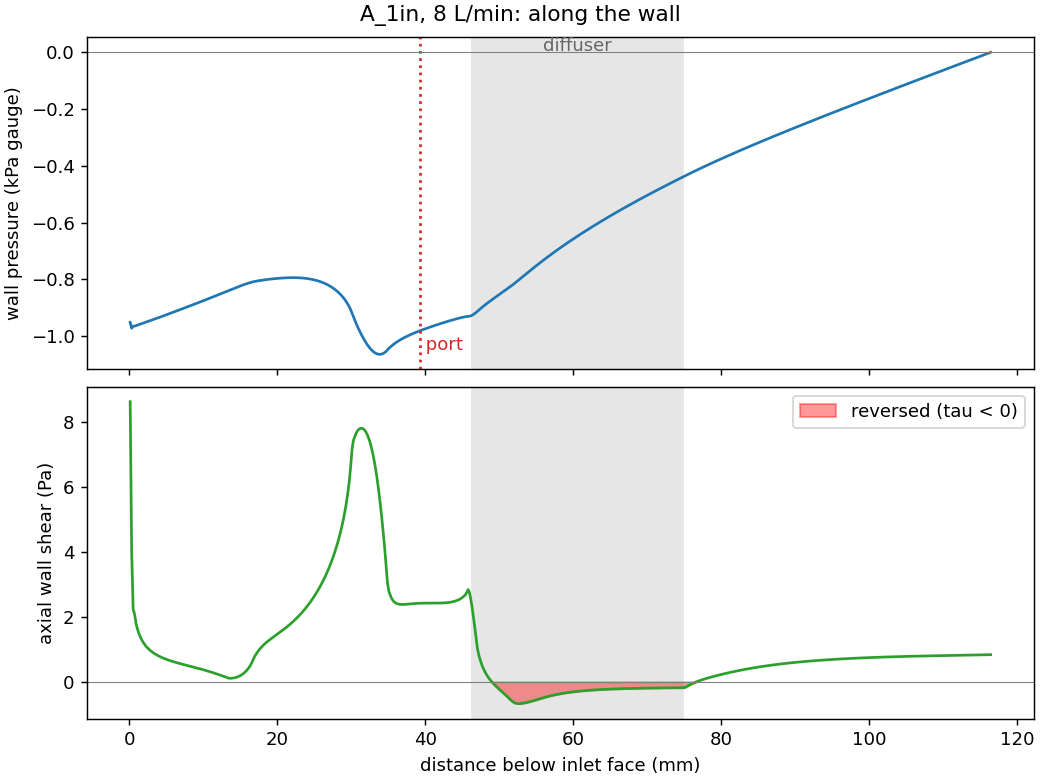 A_1in, 8 L/min: along the wall
diffuser
0.0
−0.2
−0.4
−0.6
−0.8
−1.0
wall pressure (kPa gauge)
port
reversed (tau < 0)
8
6
4
2
0
axial wall shear (Pa)
0 20 40 60 80 100 120
distance below inlet face (mm)